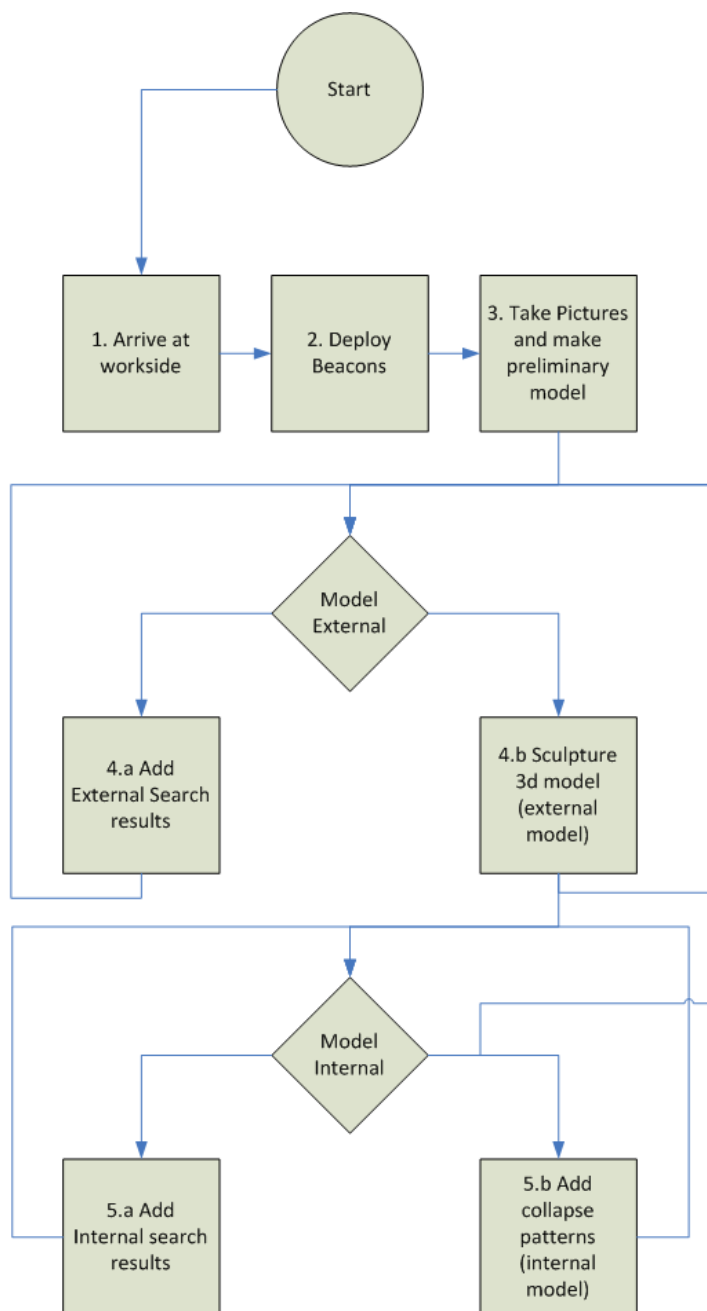 Start
1. Arrive at
workside
2. Deploy
Beacons
3. Take Pictures
and make
preliminary
model
Model
External
4.a Add
External Search
results
4.b Sculpture
3d model
(external
model)
Model
Internal
5.a Add
Internal search
results
5.b Add
collapse
patterns
(internal
model)